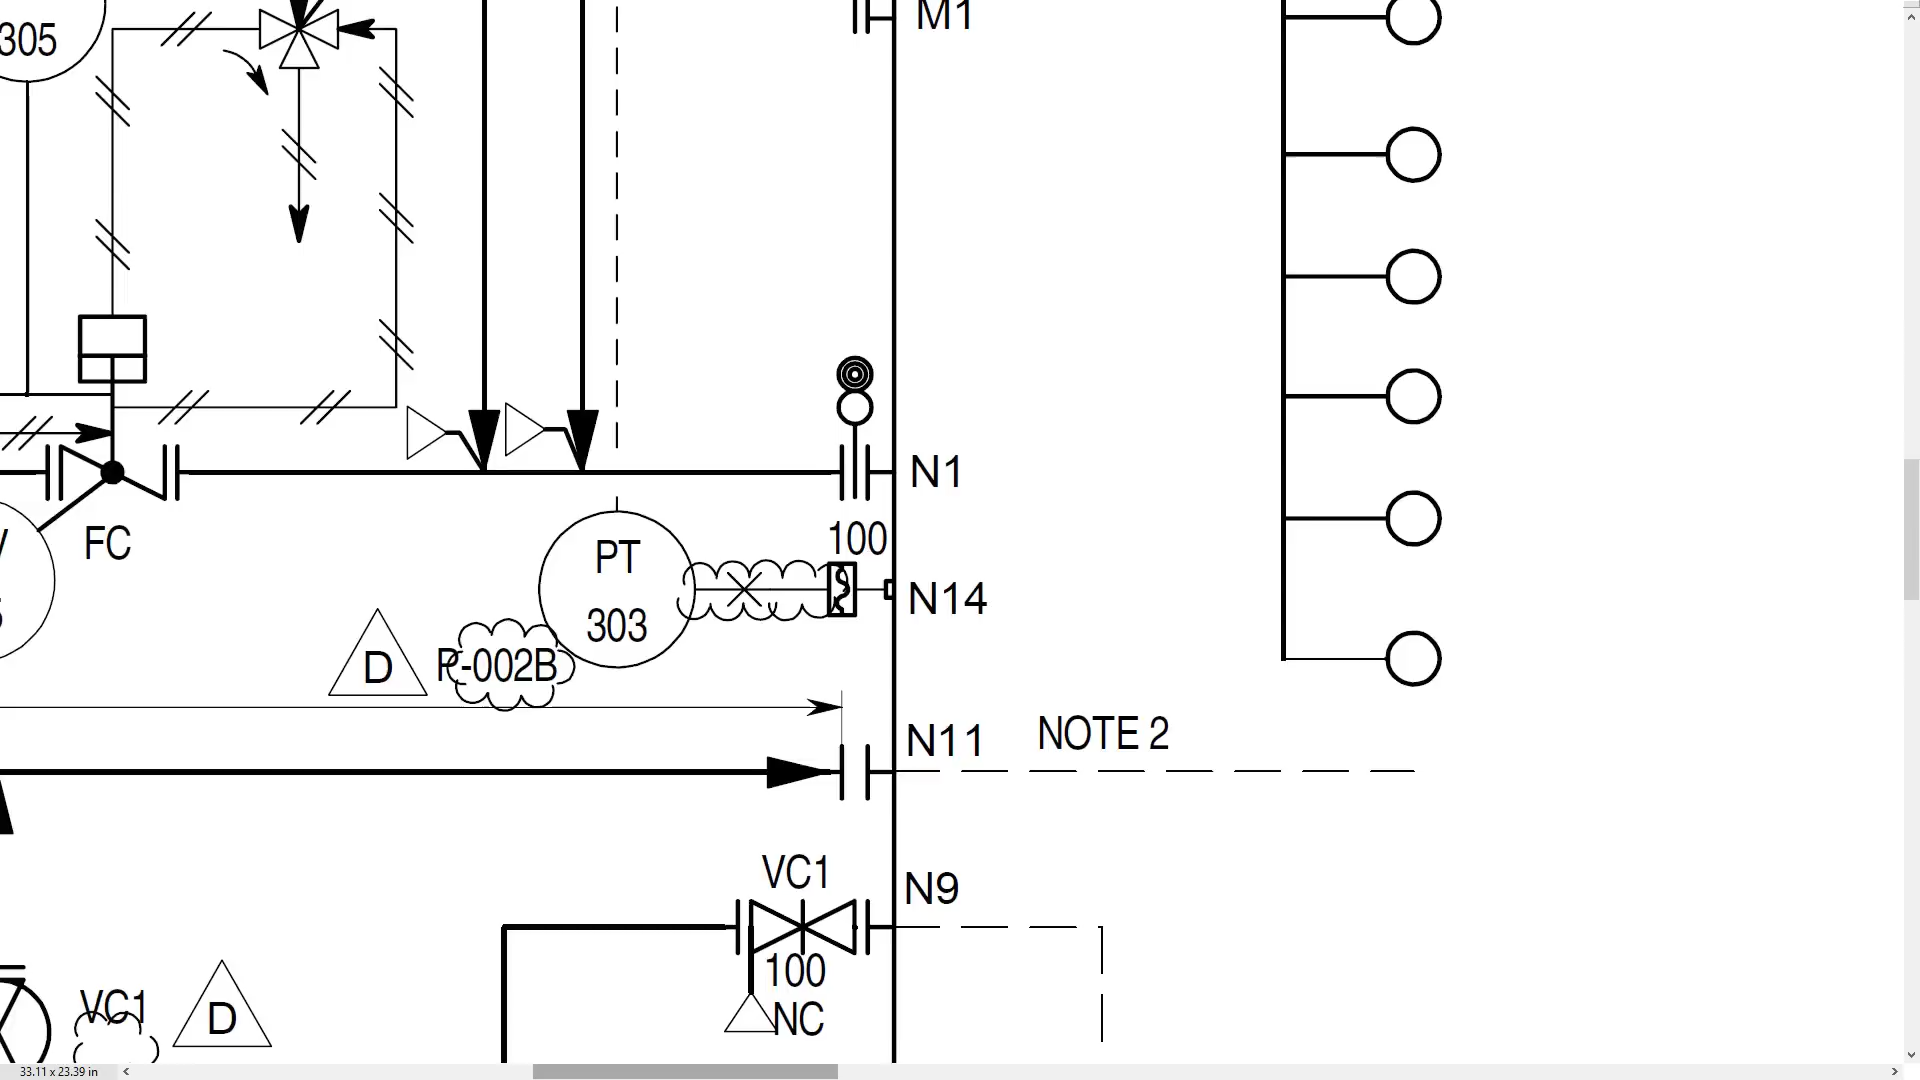 305
M1
N1
FC
100
PT
303
N14
D
P-002B
N11
NOTE 2
VC1
N9
100
NC
VC1
D
33.11 x 23.39 in